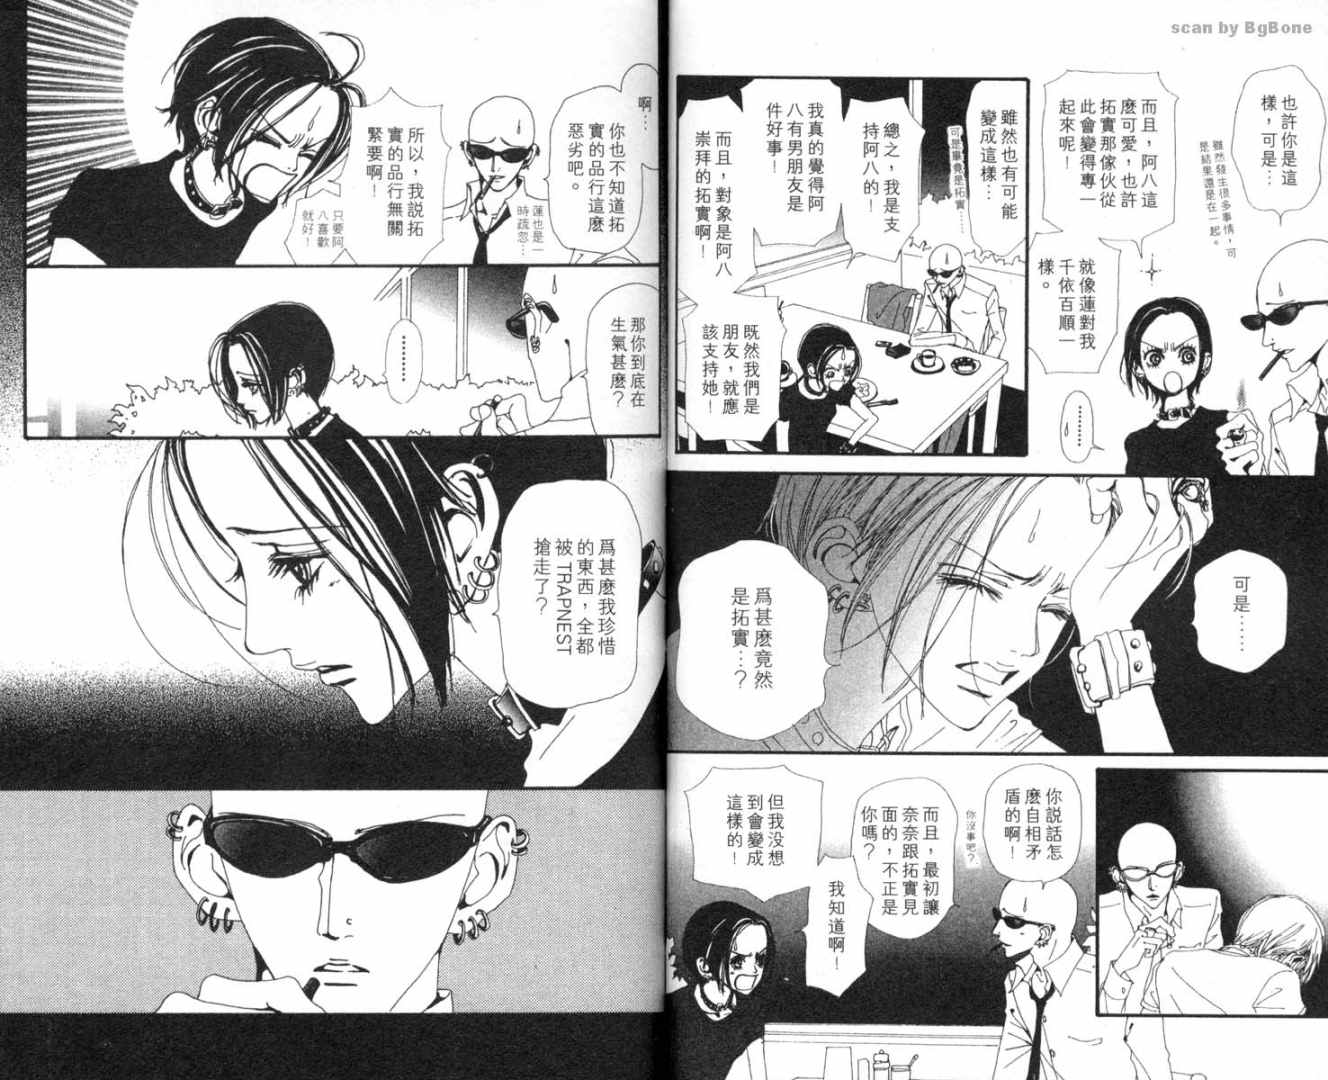 scan by BgBone
也許你是這
樣，可是…
雖然發生很多事情，可
是結果還是在一起。
而且，阿八這
麼可愛，也許
拓實那傢伙從
此會變得專一
起來呢！
就像蓮對我
千依百順一
樣。
………
雖然也有可能
變成這樣…
可是畢竟是拓實…
總之，我是支
持阿八的！
我真的覺得阿
八有男朋友是
件好事！
而且，對象是阿八
崇拜的拓實啊！
既然我們是
朋友，就應
該支持她！
可是……
爲甚麽竟然
是拓實…？
你說話怎
麼自相矛
盾的啊！
你沒事吧？
而且，最初讓
奈奈跟拓實見
面的，不正是
你嗎？
我知道啊！
但我没想
到會變成
這樣的！
啊…
你也不知道拓
實的品行這麼
惡劣吧。
蓮也是一
時疏忽…
所以，我說拓
實的品行無關
緊要啊！
只要阿
八喜歡
就好！
那你到底在
生氣甚麼？
………
爲甚麽我珍惜
的東西，全都
被 TRAPNEST
搶走了？